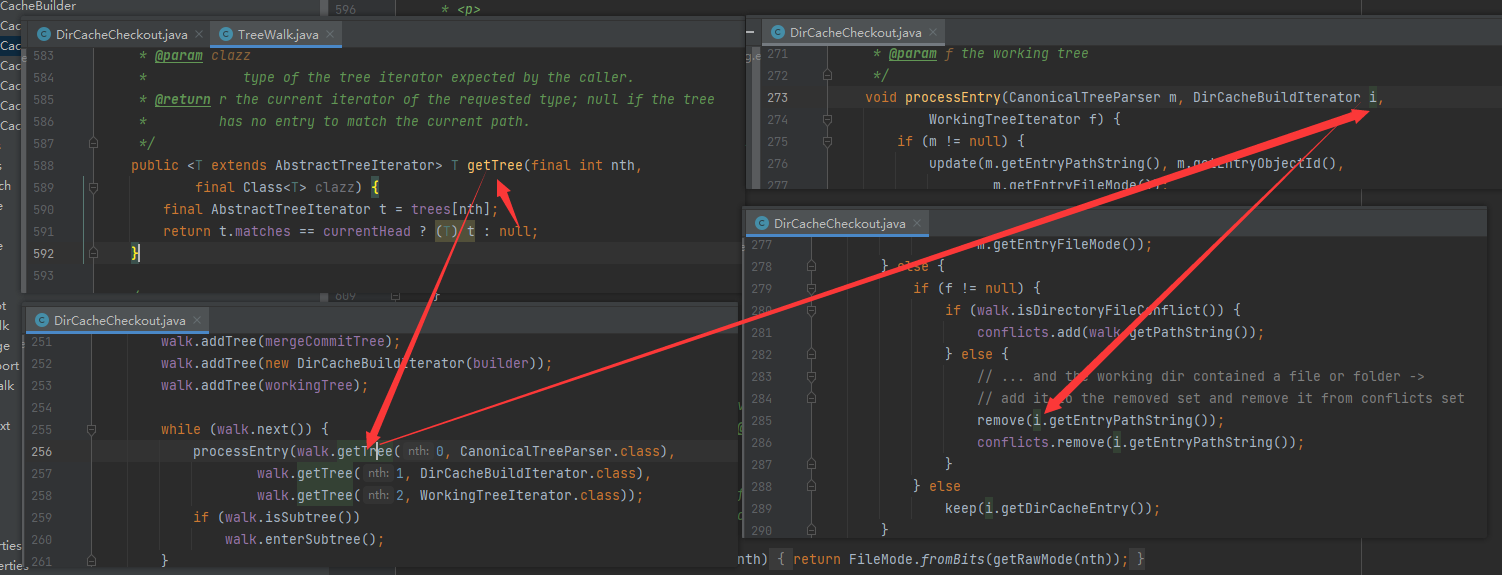 CacheBuilder
596 * <p>
DirCacheCheckout.java ×
TreeWalk.java ×
583 * @param clazz
584 * type of the tree iterator expected by the caller.
585 * @return r the current iterator of the requested type; null if the tree
586 * has no entry to match the current path.
587 */
588 public <T extends AbstractTreeIterator> T getTree(final int nth,
589 final Class<T> clazz) {
590 final AbstractTreeIterator t = trees[nth];
591 return t.matches == currentHead ? (T) t : null;
592 }
593
609 }
DirCacheCheckout.java ×
251 walk.addTree(mergeCommitTree);
252 walk.addTree(new DirCacheBuildIterator(builder));
253 walk.addTree(workingTree);
254
255 while (walk.next()) {
256 processEntry(walk.getTree( nth: 0, CanonicalTreeParser.class),
257 walk.getTree( nth: 1, DirCacheBuildIterator.class),
258 walk.getTree( nth: 2, WorkingTreeIterator.class));
259 if (walk.isSubtree())
260 walk.enterSubtree();
261 }
DirCacheCheckout.java ×
271 * @param f the working tree
272 */
273 void processEntry(CanonicalTreeParser m, DirCacheBuildIterator i,
274 WorkingTreeIterator f) {
275 if (m != null) {
276 update(m.getEntryPathString(), m.getEntryObjectId(),
277 m.getEntryFileMode());
DirCacheCheckout.java ×
277 m.getEntryFileMode());
278 } else {
279 if (f != null) {
280 if (walk.isDirectoryFileConflict()) {
281 conflicts.add(walk.getPathString());
282 } else {
283 // ... and the working dir contained a file or folder ->
284 // add it to the removed set and remove it from conflicts set
285 remove(i.getEntryPathString());
286 conflicts.remove(i.getEntryPathString());
287 }
288 } else
289 keep(i.getDirCacheEntry());
290 }
nth) { return FileMode.fromBits(getRawMode(nth)); }